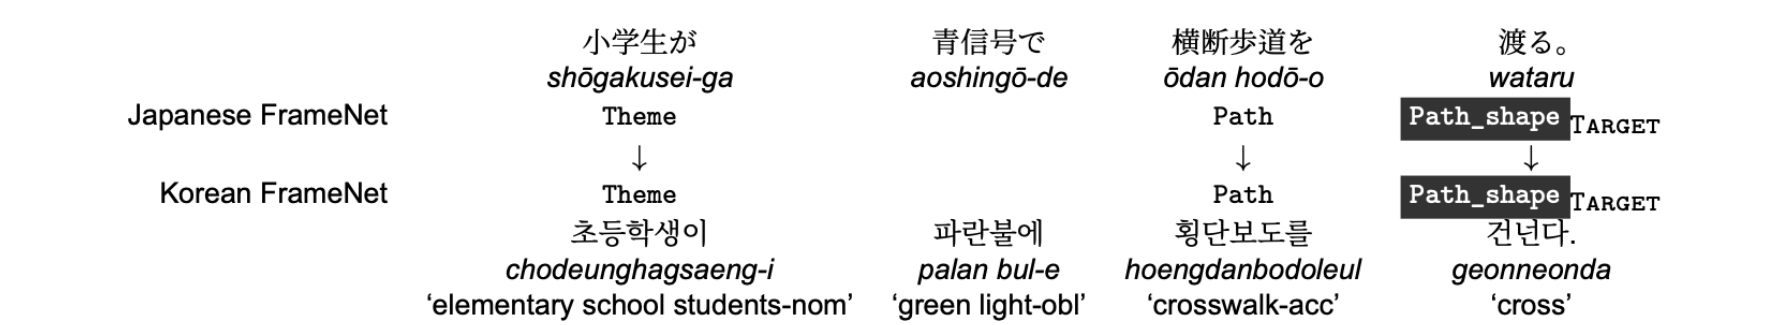 小学生が 青信号で 横断歩道を 渡る。
shōgakusei-ga aoshingō-de ōdan hodō-o wataru
Japanese FrameNet Theme Path Path_shape TARGET
↓ ↓ ↓
Korean FrameNet Theme Path Path_shape TARGET
초등학생이 파란불에 횡단보도를 건넌다.
chodeunghagsaeng-i palan bul-e hoengdanbodoleul geonneonda
‘elementary school students-nom’ ‘green light-obl’ ‘crosswalk-acc’ ‘cross’